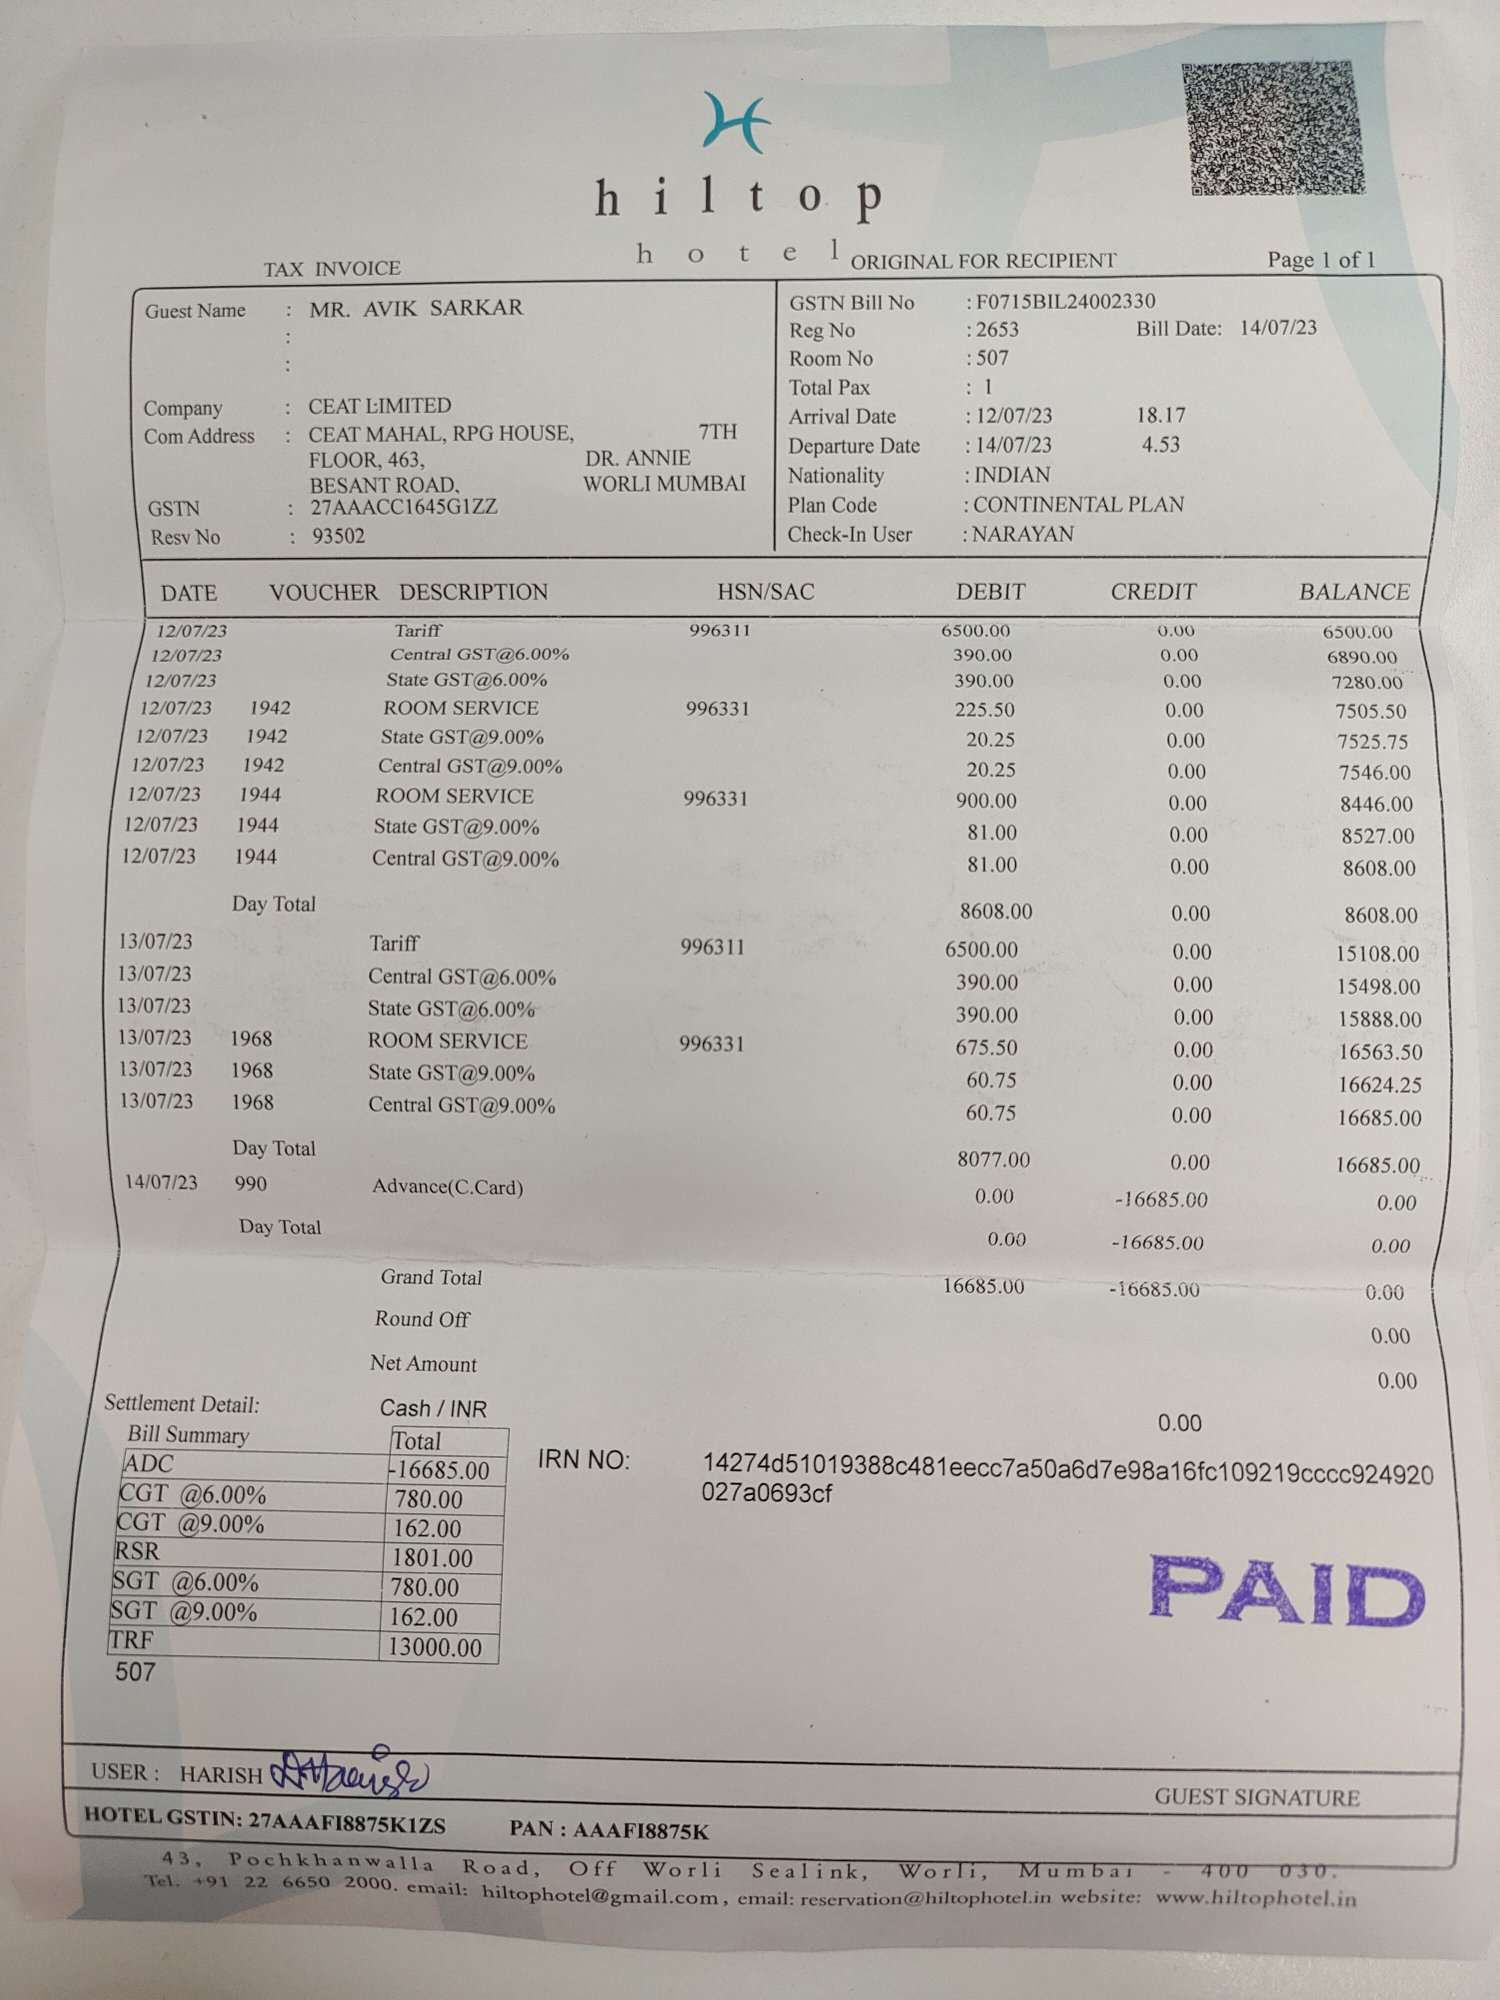 hiltop
hotel
TAX INVOICE ORIGINAL FOR RECIPIENT Page 1 of 1
Guest Name : MR. AVIK SARKAR
:
:
Company : CEAT LIMITED
Com Address : CEAT MAHAL, RPG HOUSE, 7TH
FLOOR, 463, DR. ANNIE
BESANT ROAD, WORLI MUMBAI
GSTN : 27AAACC1645G1ZZ
Resv No : 93502
GSTN Bill No : F0715BIL24002330
Reg No : 2653 Bill Date: 14/07/23
Room No : 507
Total Pax : 1
Arrival Date : 12/07/23 18.17
Departure Date : 14/07/23 4.53
Nationality : INDIAN
Plan Code : CONTINENTAL PLAN
Check-In User : NARAYAN
DATE VOUCHER DESCRIPTION HSN/SAC DEBIT CREDIT BALANCE
12/07/23 Tariff 996311 6500.00 0.00 6500.00
12/07/23 Central GST@6.00% 390.00 0.00 6890.00
12/07/23 State GST@6.00% 390.00 0.00 7280.00
12/07/23 1942 ROOM SERVICE 996331 225.50 0.00 7505.50
12/07/23 1942 State GST@9.00% 20.25 0.00 7525.75
12/07/23 1942 Central GST@9.00% 20.25 0.00 7546.00
12/07/23 1944 ROOM SERVICE 996331 900.00 0.00 8446.00
12/07/23 1944 State GST@9.00% 81.00 0.00 8527.00
12/07/23 1944 Central GST@9.00% 81.00 0.00 8608.00
Day Total 8608.00 0.00 8608.00
13/07/23 Tariff 996311 6500.00 0.00 15108.00
13/07/23 Central GST@6.00% 390.00 0.00 15498.00
13/07/23 State GST@6.00% 390.00 0.00 15888.00
13/07/23 1968 ROOM SERVICE 996331 675.50 0.00 16563.50
13/07/23 1968 State GST@9.00% 60.75 0.00 16624.25
13/07/23 1968 Central GST@9.00% 60.75 0.00 16685.00
Day Total 8077.00 0.00 16685.00
14/07/23 990 Advance(C.Card) 0.00 -16685.00 0.00
Day Total 0.00 -16685.00 0.00
Grand Total 16685.00 -16685.00 0.00
Round Off 0.00
Net Amount 0.00
Settlement Detail: Cash / INR 0.00
Bill Summary Total
ADC -16685.00
CGT @6.00% 780.00
CGT @9.00% 162.00
RSR 1801.00
SGT @6.00% 780.00
SGT @9.00% 162.00
TRF 13000.00
507
IRN NO: 14274d51019388c481eecc7a50a6d7e98a16fc109219cccc924920
027a0693cf
PAID
USER : HARISH
GUEST SIGNATURE
HOTEL GSTIN: 27AAAFI8875K1ZS PAN : AAAFI8875K
43, Pochkhanwalla Road, Off Worli Sealink, Worli, Mumbai - 400 030.
Tel. +91 22 6650 2000. email: hiltophotel@gmail.com, email: reservation@hiltophotel.in website: www.hiltophotel.in